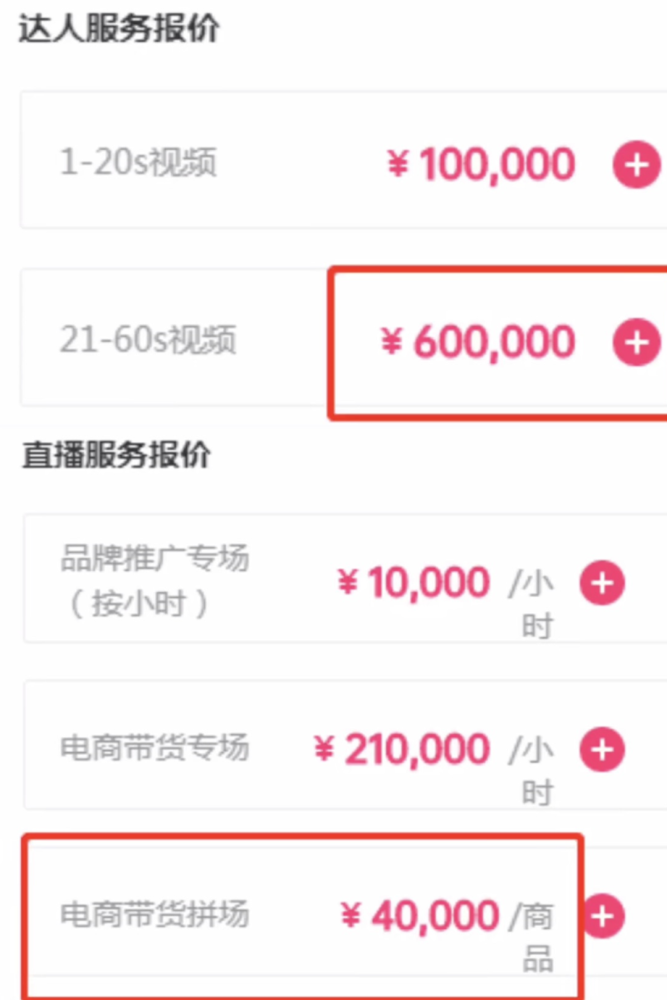 达人服务报价
1-20s视频 ¥ 100,000 +
21-60s视频 ¥ 600,000 +
直播服务报价
品牌推广专场
（按小时） ¥ 10,000 /小
时 +
电商带货专场 ¥ 210,000 /小
时 +
电商带货拼场 ¥ 40,000 /商
品 +